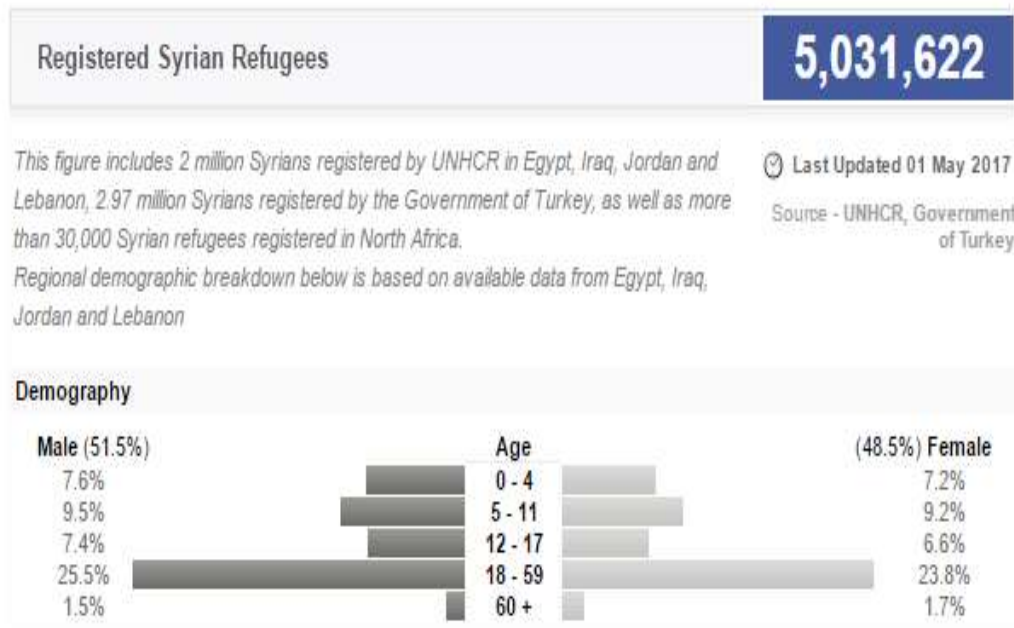 Registered Syrian Refugees
5,031,622
This figure includes 2 million Syrians registered by UNHCR in Egypt, Iraq, Jordan and
Lebanon, 2.97 million Syrians registered by the Government of Turkey, as well as more
than 30,000 Syrian refugees registered in North Africa.
Regional demographic breakdown below is based on available data from Egypt, Iraq,
Jordan and Lebanon
Last Updated 01 May 2017
Source - UNHCR, Government
of Turkey
Demography
Male (51.5%) Age (48.5%) Female
7.6% 0 - 4 7.2%
9.5% 5 - 11 9.2%
7.4% 12 - 17 6.6%
25.5% 18 - 59 23.8%
1.5% 60 + 1.7%